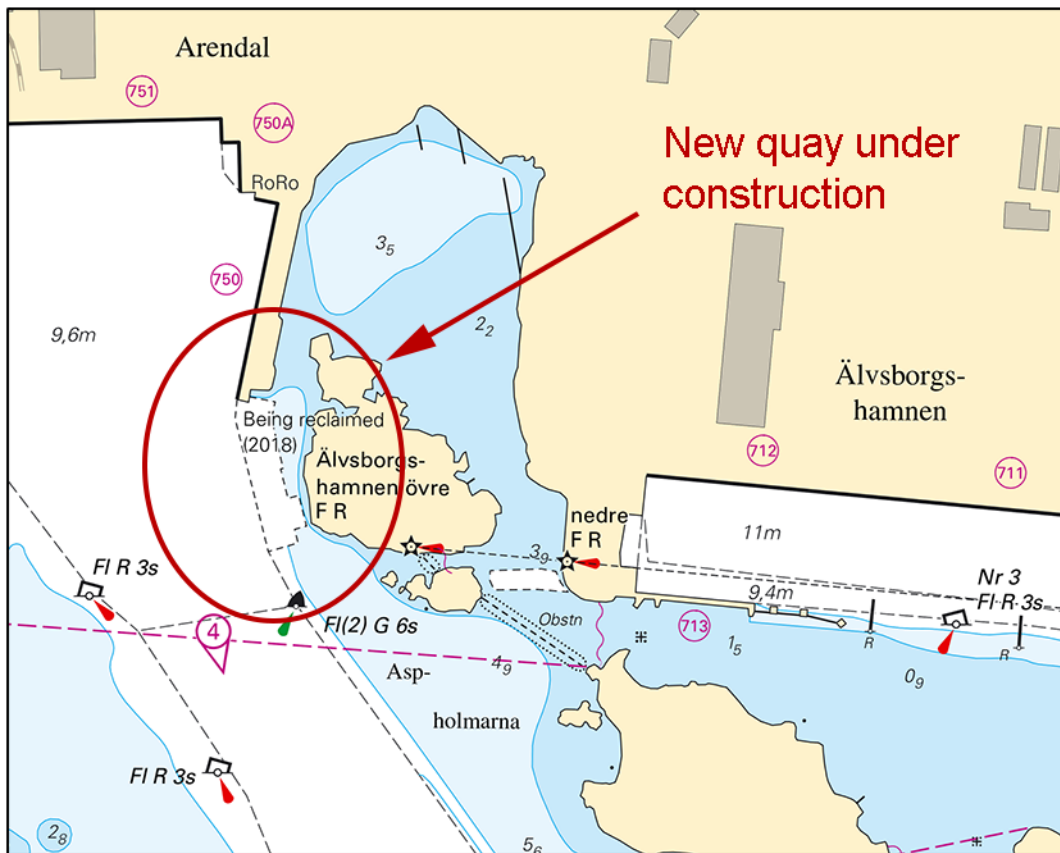 Arendal
751
750A
New quay under
construction
RoRo
750
3₅
9,6m
2₂
Älvsborgs-
hamnen
Being reclaimed
(2018)
Älvsborgs-
hamnen övre
F R
712
711
nedre
F R
11m
3₉
Nr 3
Fl R 3s
Fl R 3s
9,4m
Fl(2) G 6s
4
Obstn
713
1₅
R
R
4₉
0₉
Asp-
holmarna
Fl R 3s
2₈
5₆